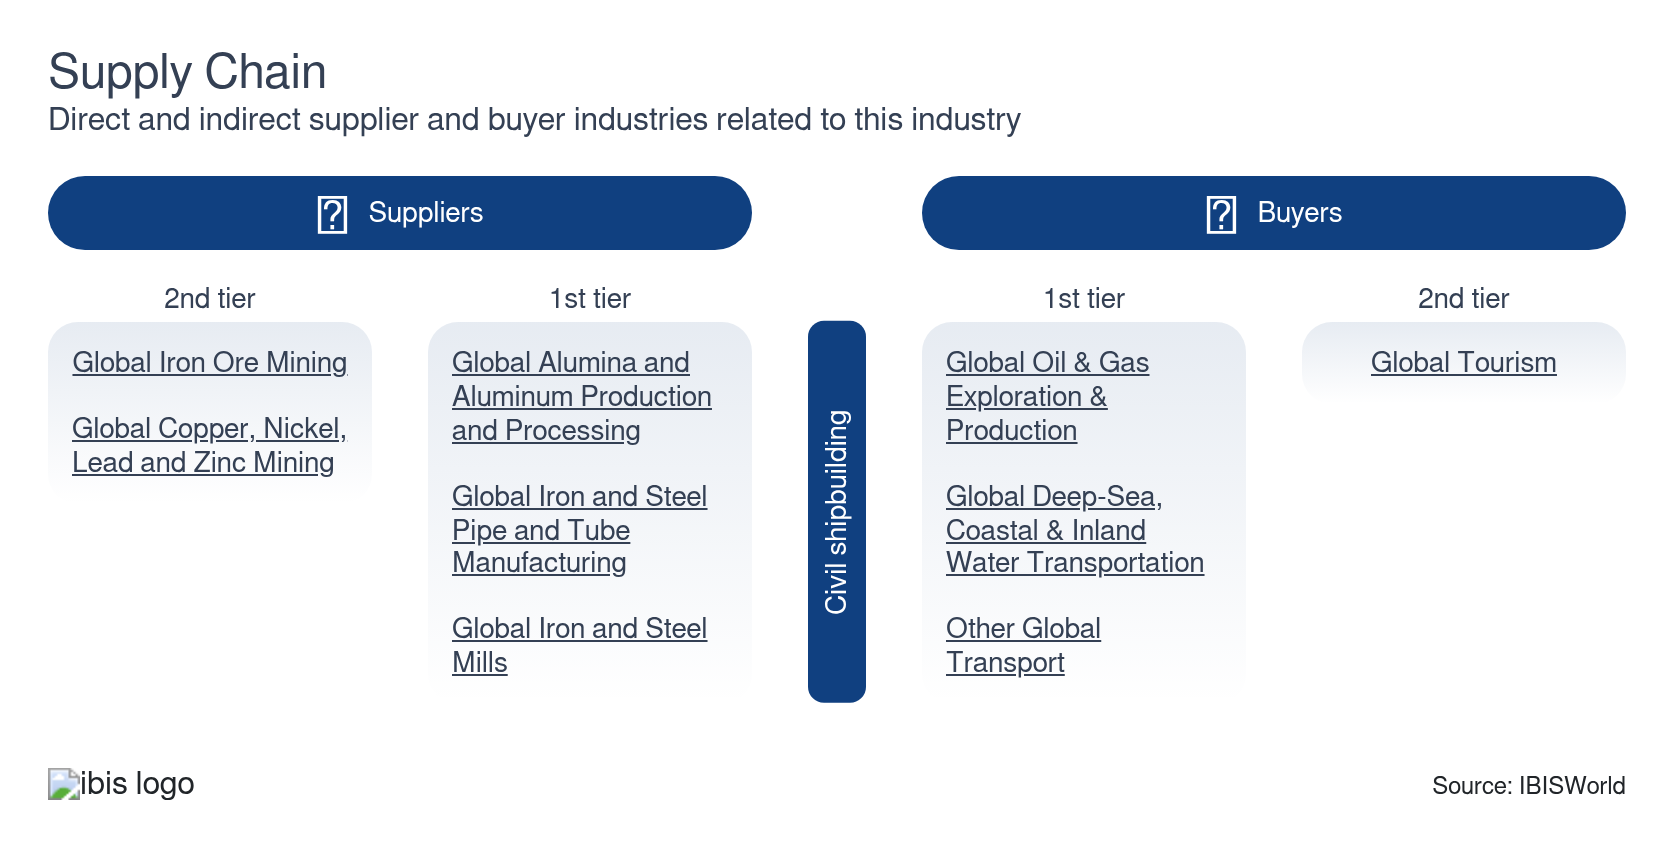 Supply Chain
Direct and indirect supplier and buyer industries related to this industry
Suppliers
Buyers
2nd tier
1st tier
1st tier
2nd tier
Global Iron Ore Mining
Global Copper, Nickel,
Lead and Zinc Mining
Global Alumina and
Aluminum Production
and Processing
Global Iron and Steel
Pipe and Tube
Manufacturing
Global Iron and Steel
Mills
Civil shipbuilding
Global Oil & Gas
Exploration &
Production
Global Deep-Sea,
Coastal & Inland
Water Transportation
Other Global
Transport
Global Tourism
ibis logo
Source: IBISWorld